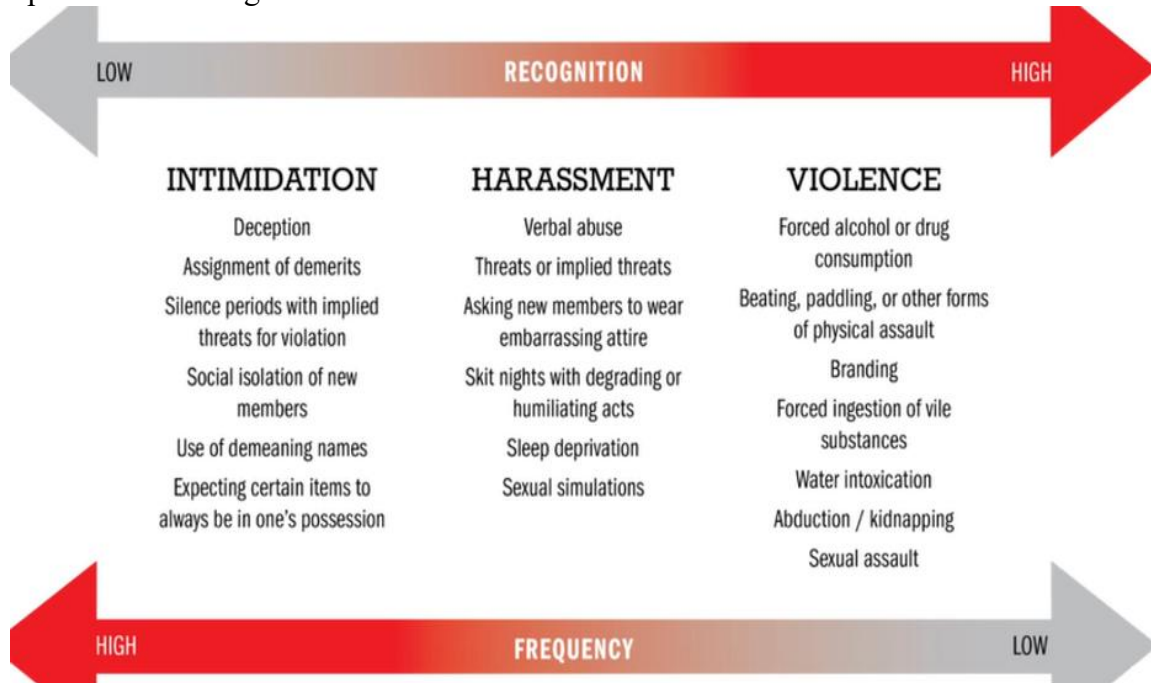 LOW RECOGNITION HIGH
INTIMIDATION
Deception
Assignment of demerits
Silence periods with implied
threats for violation
Social isolation of new
members
Use of demeaning names
Expecting certain items to
always be in one's possession
HARASSMENT
Verbal abuse
Threats or implied threats
Asking new members to wear
embarrassing attire
Skit nights with degrading or
humiliating acts
Sleep deprivation
Sexual simulations
VIOLENCE
Forced alcohol or drug
consumption
Beating, paddling, or other forms
of physical assault
Branding
Forced ingestion of vile
substances
Water intoxication
Abduction / kidnapping
Sexual assault
HIGH FREQUENCY LOW